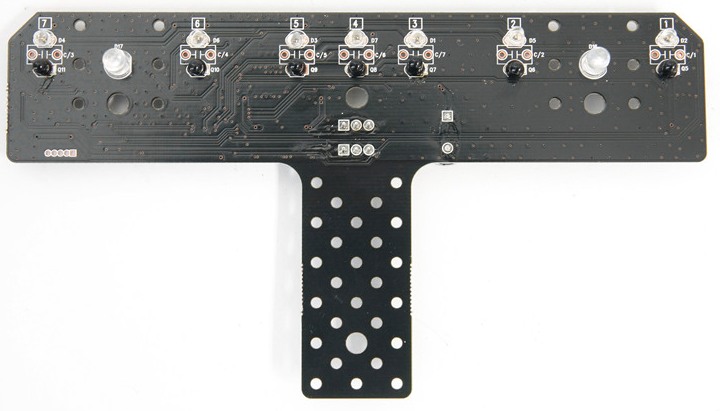 7 6 5 4 3 2 1
D4 D17 D6 D3 D7 D1 D5 D16 D2
C/3 C/4 C/5 C/6 C/7 C/2 C/1
Q11 Q10 Q9 Q8 Q7 Q6 Q5